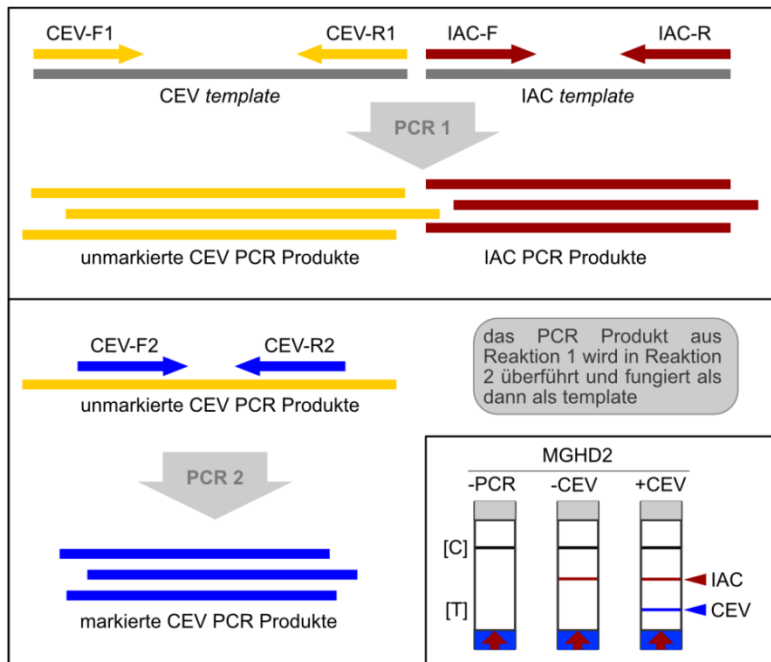 CEV-F1
CEV-R1
IAC-F
IAC-R
CEV template
IAC template
PCR 1
unmarkierte CEV PCR Produkte
IAC PCR Produkte
CEV-F2
CEV-R2
unmarkierte CEV PCR Produkte
das PCR Produkt aus
Reaktion 1 wird in Reaktion
2 überführt und fungiert als
dann als template
PCR 2
markierte CEV PCR Produkte
MGHD2
-PCR
-CEV
+CEV
[C]
IAC
[T]
CEV